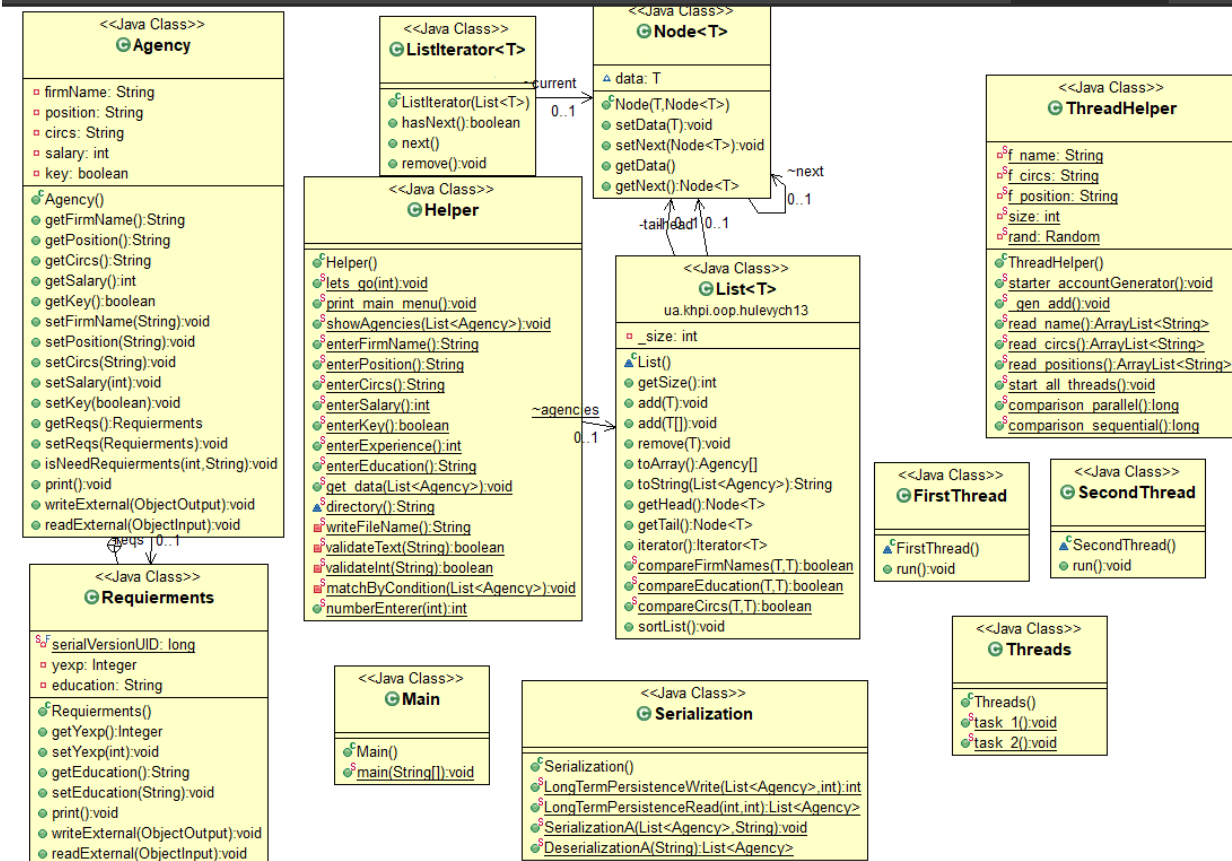 <<Java Class>>
Agency
firmName: String
position: String
circs: String
salary: int
key: boolean
Agency()
getFirmName():String
getPosition():String
getCircs():String
getSalary():int
getKey():boolean
setFirmName(String):void
setPosition(String):void
setCircs(String):void
setSalary(int):void
setKey(boolean):void
getReqs():Requierments
setReqs(Requierments):void
isNeedRequierments(int,String):void
print():void
writeExternal(ObjectOutput):void
readExternal(ObjectInput):void
0..1
<<Java Class>>
Requierments
serialVersionUID: long
yexp: Integer
education: String
Requierments()
getYexp():Integer
setYexp(int):void
getEducation():String
setEducation(String):void
print():void
writeExternal(ObjectOutput):void
readExternal(ObjectInput):void
<<Java Class>>
ListIterator<T>
ListIterator(List<T>)
hasNext():boolean
next()
remove():void
~current
0..1
<<Java Class>>
Node<T>
data: T
Node(T,Node<T>)
setData(T):void
setNext(Node<T>):void
getData()
getNext():Node<T>
~next
0..1
<<Java Class>>
Helper
Helper()
lets_go(int):void
print_main_menu():void
showAgencies(List<Agency>):void
enterFirmName():String
enterPosition():String
enterCircs():String
enterSalary():int
enterKey():boolean
enterExperience():int
enterEducation():String
get_data(List<Agency>):void
directory():String
writeFileName():String
validateText(String):boolean
validateInt(String):boolean
matchByCondition(List<Agency>):void
numberEnterer(int):int
~agencies
0..1
0..1
<<Java Class>>
List<T>
ua.khpi.oop.hulevych13
_size: int
List()
getSize():int
add(T):void
add(T[]):void
remove(T):void
toArray():Agency[]
toString(List<Agency>):String
getHead():Node<T>
getTail():Node<T>
iterator():Iterator<T>
compareFirmNames(T,T):boolean
compareEducation(T,T):boolean
compareCircs(T,T):boolean
sortList():void
<<Java Class>>
ThreadHelper
f_name: String
f_circs: String
f_position: String
size: int
rand: Random
ThreadHelper()
starter_accountGenerator():void
_gen_add():void
read_name():ArrayList<String>
read_circs():ArrayList<String>
read_positions():ArrayList<String>
start_all_threads():void
comparison_parallel():long
comparison_sequential():long
<<Java Class>>
FirstThread
FirstThread()
run():void
<<Java Class>>
SecondThread
SecondThread()
run():void
<<Java Class>>
Threads
Threads()
task_1():void
task_2():void
<<Java Class>>
Main
Main()
main(String[]):void
<<Java Class>>
Serialization
Serialization()
LongTermPersistenceWrite(List<Agency>,int):int
LongTermPersistenceRead(int,int):List<Agency>
SerializationA(List<Agency>,String):void
DeserializationA(String):List<Agency>